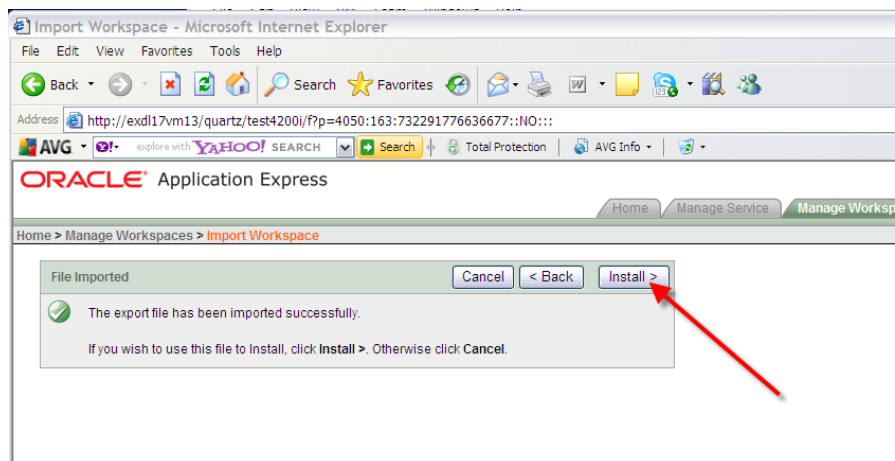 Import Workspace - Microsoft Internet Explorer
File Edit View Favorites Tools Help
Back Search Favorites
Address http://exdl17vm13/quartz/test4200i/f?p=4050:163:732291776636677::NO:::
AVG explore with YAHOO! SEARCH Search Total Protection AVG Info
ORACLE Application Express
Home Manage Service Manage Worksp
Home > Manage Workspaces > Import Workspace
File Imported Cancel < Back Install >
The export file has been imported successfully.
If you wish to use this file to Install, click Install >. Otherwise click Cancel.